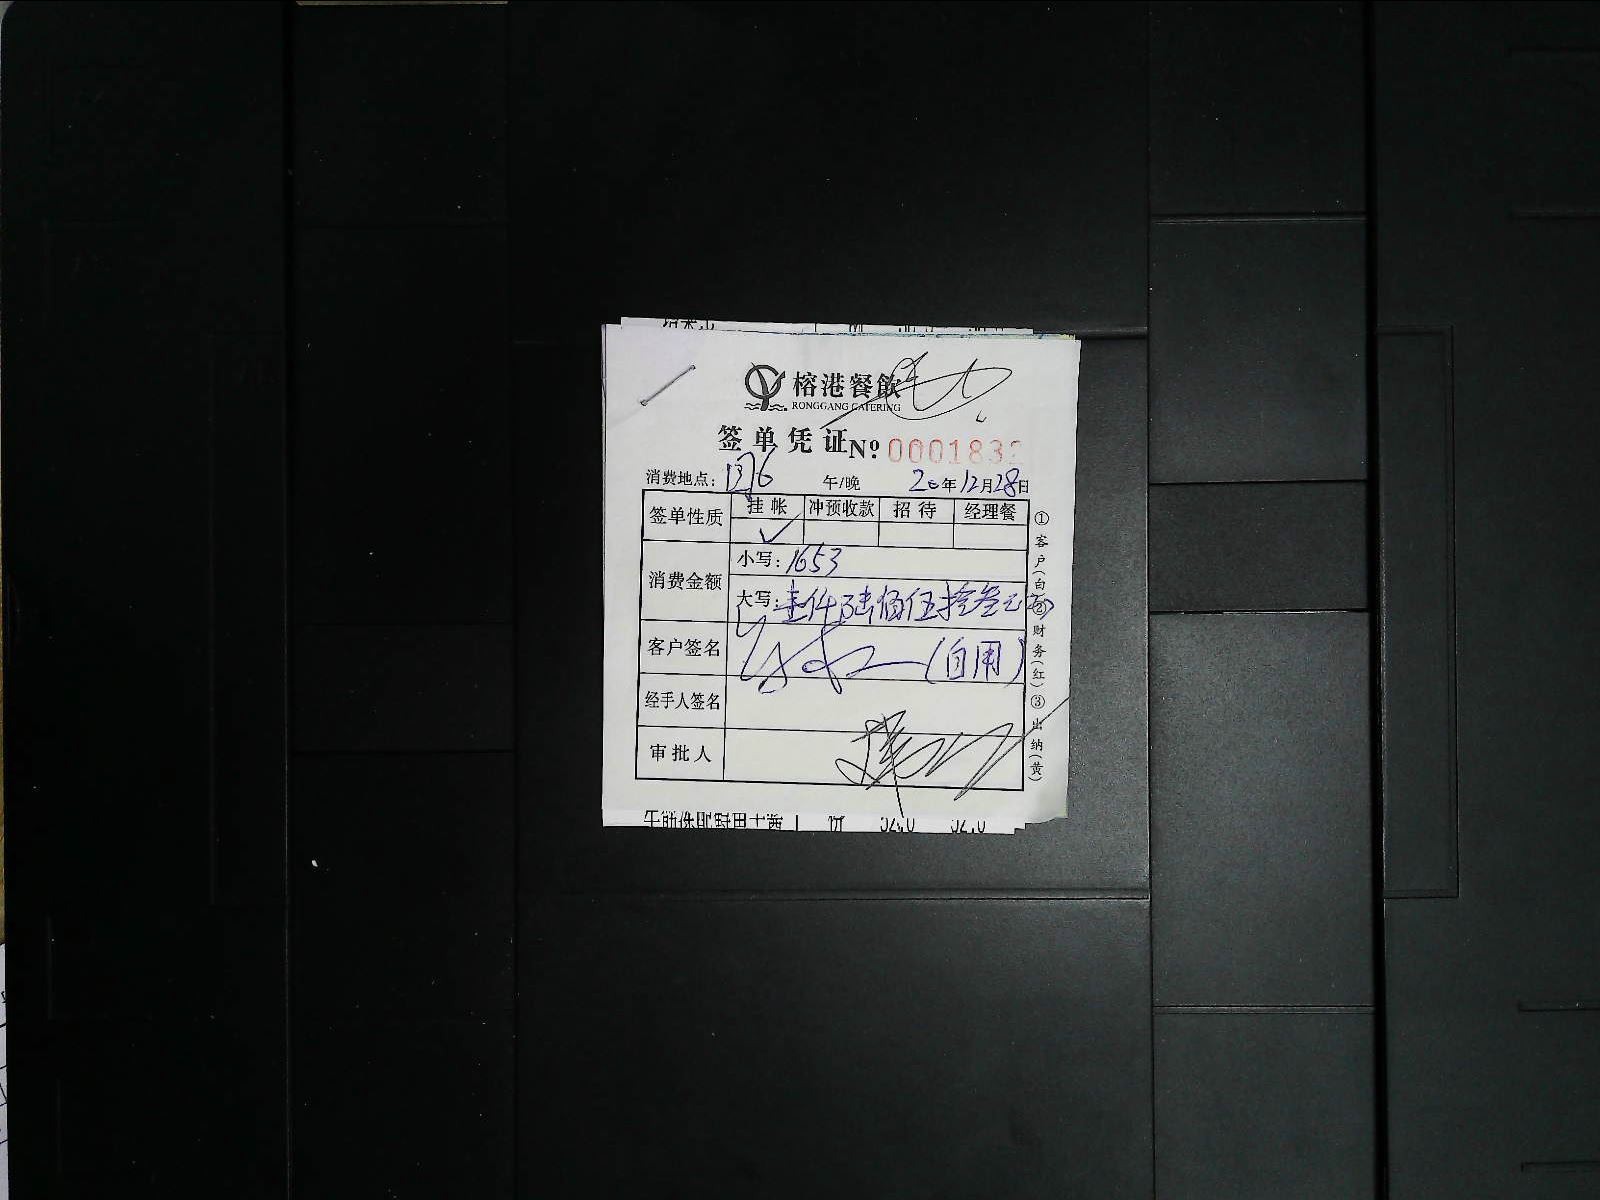 榕港餐飲
RONGGANG CATERING
签单凭证 № 0001832
消费地点： 午/晚 20年12月28日
签单性质 挂帐 冲预收款 招待 经理餐
✓
消费金额 小写：1653
大写：壹仟陆佰伍拾叁元
客户签名 (自用)
经手人签名
审批人
①客户(白) ②财务(红) ③出纳(黄)